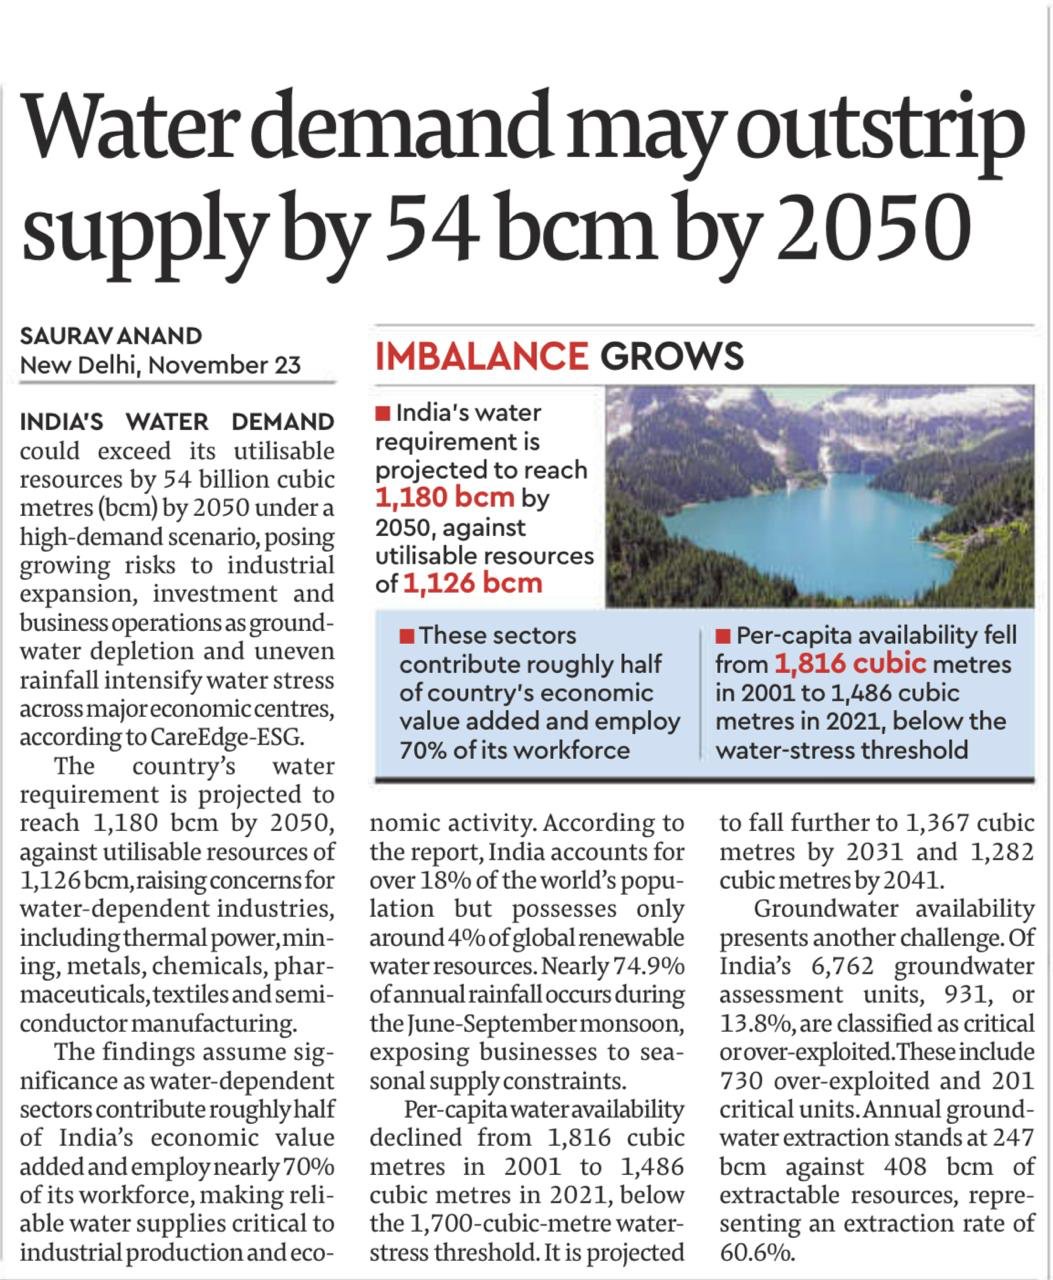 Water demand may outstrip
supply by 54 bcm by 2050
SAURAV ANAND
New Delhi, November 23
INDIA'S WATER DEMAND
could exceed its utilisable
resources by 54 billion cubic
metres (bcm) by 2050 under a
high-demand scenario, posing
growing risks to industrial
expansion, investment and
business operations as ground-
water depletion and uneven
rainfall intensify water stress
across major economic centres,
according to CareEdge-ESG.
The country's water
requirement is projected to
reach 1,180 bcm by 2050,
against utilisable resources of
1,126 bcm, raising concerns for
water-dependent industries,
including thermal power, min-
ing, metals, chemicals, phar-
maceuticals, textiles and semi-
conductor manufacturing.
The findings assume sig-
nificance as water-dependent
sectors contribute roughly half
of India's economic value
added and employ nearly 70%
of its workforce, making reli-
able water supplies critical to
industrial production and eco-
IMBALANCE GROWS
■ India's water
requirement is
projected to reach
1,180 bcm by
2050, against
utilisable resources
of 1,126 bcm
■ These sectors
contribute roughly half
of country's economic
value added and employ
70% of its workforce
■ Per-capita availability fell
from 1,816 cubic metres
in 2001 to 1,486 cubic
metres in 2021, below the
water-stress threshold
nomic activity. According to
the report, India accounts for
over 18% of the world's popu-
lation but possesses only
around 4% of global renewable
water resources. Nearly 74.9%
of annual rainfall occurs during
the June-September monsoon,
exposing businesses to sea-
sonal supply constraints.
Per-capita water availability
declined from 1,816 cubic
metres in 2001 to 1,486
cubic metres in 2021, below
the 1,700-cubic-metre water-
stress threshold. It is projected
to fall further to 1,367 cubic
metres by 2031 and 1,282
cubic metres by 2041.
Groundwater availability
presents another challenge. Of
India's 6,762 groundwater
assessment units, 931, or
13.8%, are classified as critical
or over-exploited. These include
730 over-exploited and 201
critical units. Annual ground-
water extraction stands at 247
bcm against 408 bcm of
extractable resources, repre-
senting an extraction rate of
60.6%.